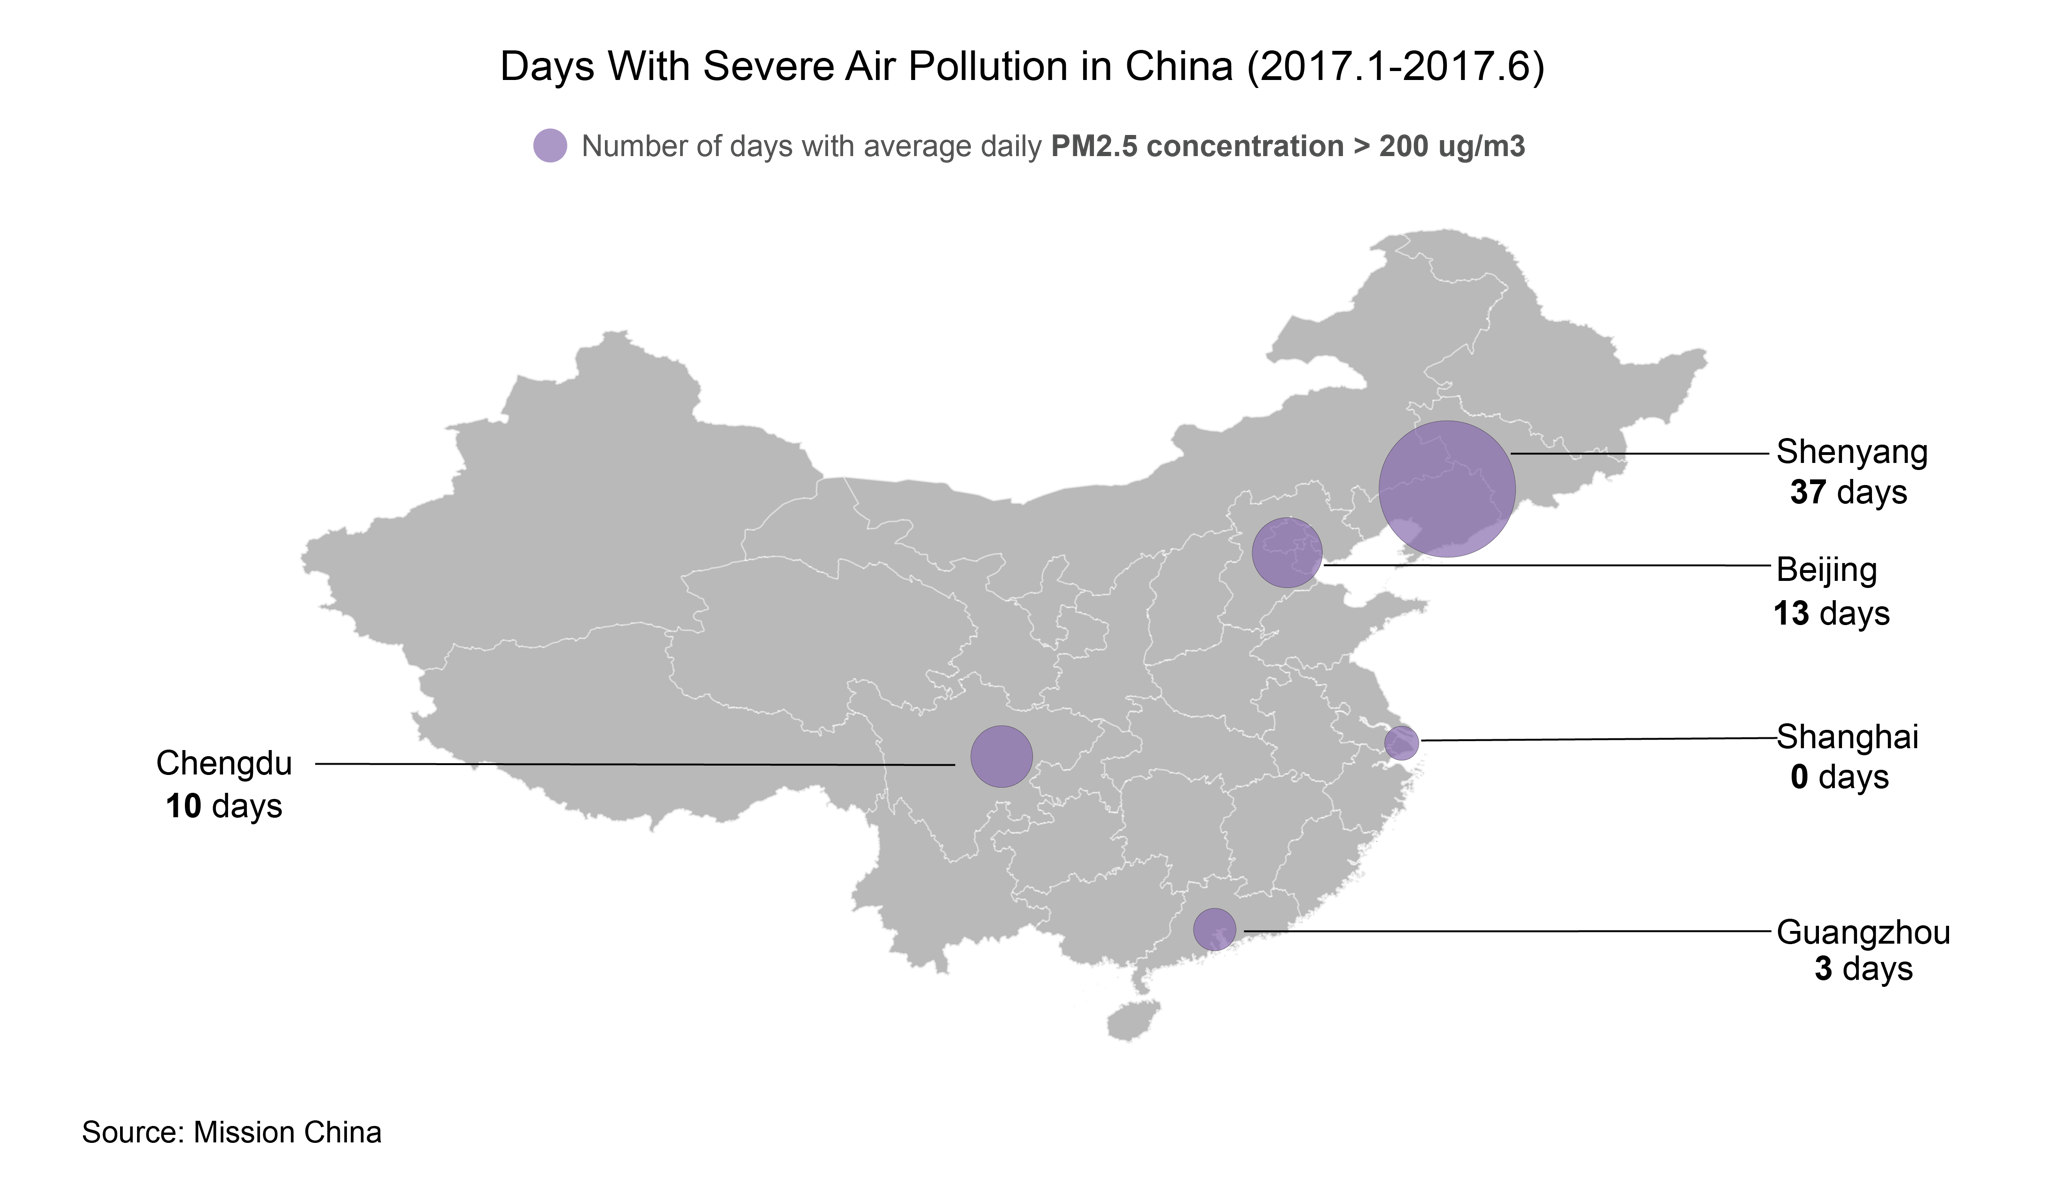 Days With Severe Air Pollution in China (2017.1-2017.6)
Number of days with average daily PM2.5 concentration > 200 ug/m3
Shenyang
37 days
Beijing
13 days
Shanghai
0 days
Chengdu
10 days
Guangzhou
3 days
Source: Mission China